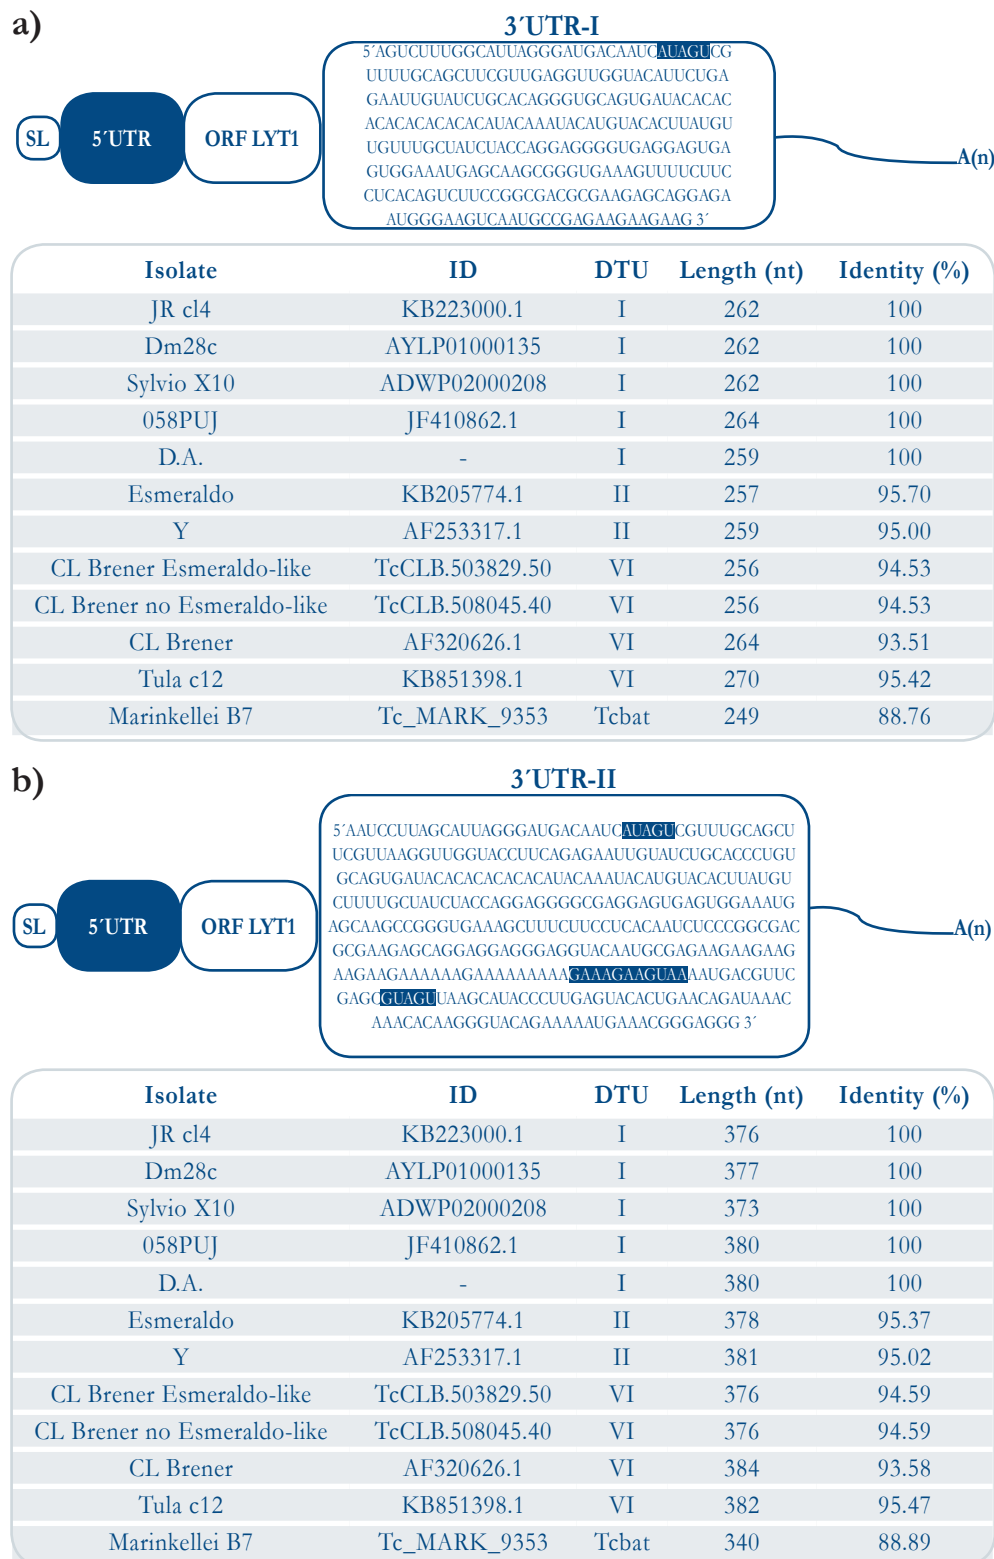 a)
3´UTR-I
5´AGUCUUUGGCAUUAGGGAUGACAAUCAUAGUCG
UUUUGCAGCUUCGUUGAGGUUGGUACAUUCUGA
GAAUUGUAUCUGCACAGGGUGCAGUGAUACACAC
ACACACACACACAUACAAAUACAUGUACACUUAUGU
UGUUUGCUAUCUACCAGGAGGGGUGAGGAGUGA
GUGGAAAUGAGCAAGCGGGUGAAAGUUUUCUUC
CUCACAGUCUUCCGGCGACGCGAAGAGCAGGAGA
AUGGGAAGUCAAUGCCGAGAAGAAGAAG 3´
SL 5´UTR ORF LYT1 A(n)
Isolate ID DTU Length (nt) Identity (%)
JR cl4 KB223000.1 I 262 100
Dm28c AYLP01000135 I 262 100
Sylvio X10 ADWP02000208 I 262 100
058PUJ JF410862.1 I 264 100
D.A. - I 259 100
Esmeraldo KB205774.1 II 257 95.70
Y AF253317.1 II 259 95.00
CL Brener Esmeraldo-like TcCLB.503829.50 VI 256 94.53
CL Brener no Esmeraldo-like TcCLB.508045.40 VI 256 94.53
CL Brener AF320626.1 VI 264 93.51
Tula c12 KB851398.1 VI 270 95.42
Marinkellei B7 Tc_MARK_9353 Tcbat 249 88.76
b)
3´UTR-II
5´AAUCCUUAGCAUUAGGGAUGACAAUCAUAGUCGUUUGCAGCU
UCGUUAAGGUUGGUACCUUCAGAGAAUUGUAUCUGCACCCUGU
GCAGUGAUACACACACACACAUACAAAUACAUGUACACUUAUGU
CUUUUGCUAUCUACCAGGAGGGGCGAGGAGUGAGUGGAAAUG
AGCAAGCCGGGUGAAAGCUUUCUUCCUCACAAUCUCCCGGCGAC
GCGAAGAGCAGGAGGAGGGAGGUACAAUGCGAGAAGAAGAAG
AAGAAGAAAAAAGAAAAAAAAAGAAAGAAGUAAAAUGACGUUC
GAGCGUAGUUAAGCAUACCCUUGAGUACACUGAACAGAUAAAC
AAACACAAGGGUACAGAAAAAUGAAACGGGAGGG 3´
SL 5´UTR ORF LYT1 A(n)
Isolate ID DTU Length (nt) Identity (%)
JR cl4 KB223000.1 I 376 100
Dm28c AYLP01000135 I 377 100
Sylvio X10 ADWP02000208 I 373 100
058PUJ JF410862.1 I 380 100
D.A. - I 380 100
Esmeraldo KB205774.1 II 378 95.37
Y AF253317.1 II 381 95.02
CL Brener Esmeraldo-like TcCLB.503829.50 VI 376 94.59
CL Brener no Esmeraldo-like TcCLB.508045.40 VI 376 94.59
CL Brener AF320626.1 VI 384 93.58
Tula c12 KB851398.1 VI 382 95.47
Marinkellei B7 Tc_MARK_9353 Tcbat 340 88.89